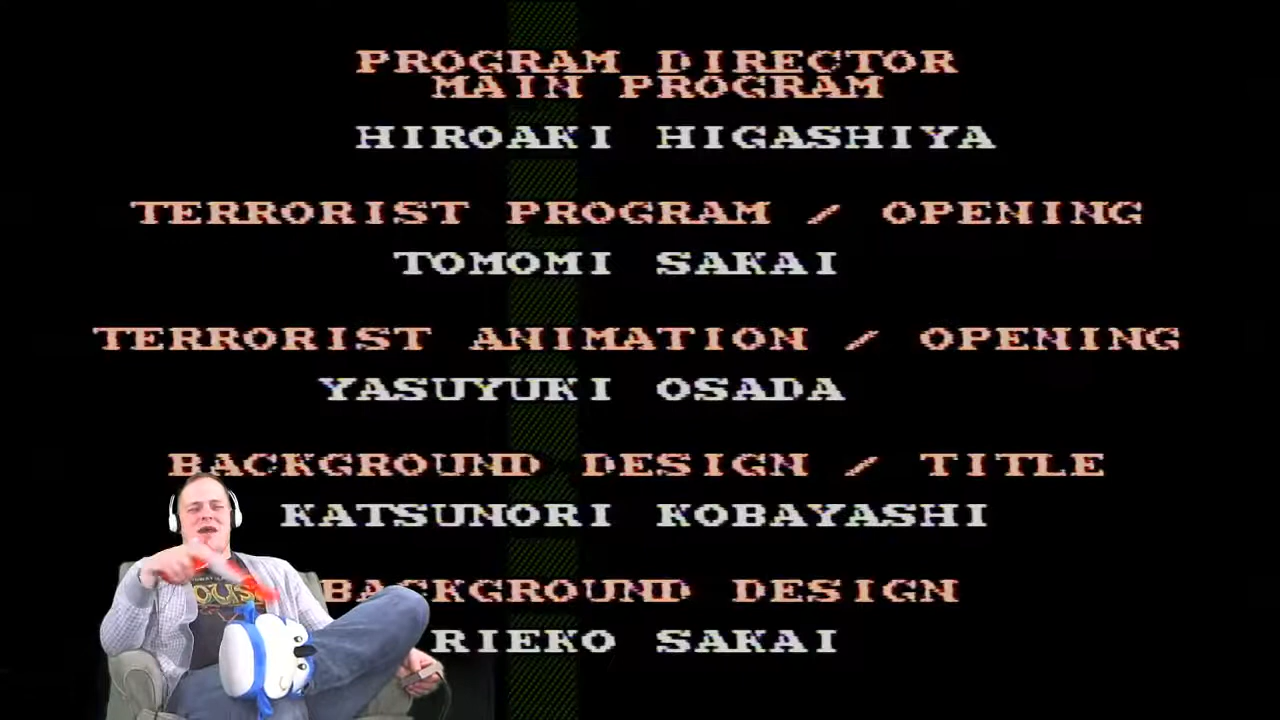 PROGRAM DIRECTOR
MAIN PROGRAM
HIROAKI HIGASHIYA
TERRORIST PROGRAM / OPENING
TOMOMI SAKAI
TERRORIST ANIMATION / OPENING
YASUYUKI OSADA
BACKGROUND DESIGN / TITLE
KATSUNORI KOBAYASHI
BACKGROUND DESIGN
RIEKO SAKAI